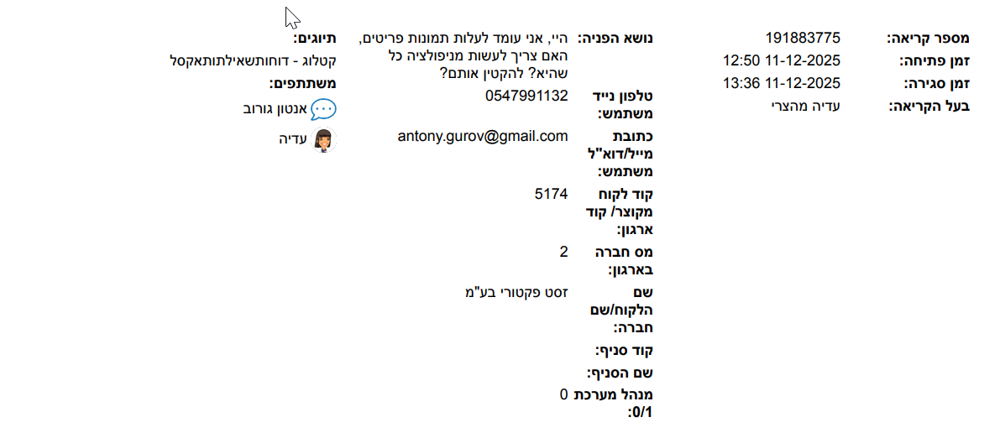 מספר קריאה: 191883775
זמן פתיחה: 11-12-2025 12:50
זמן סגירה: 11-12-2025 13:36
בעל הקריאה: עדיה מהצרי
נושא הפניה: היי, אני עומד לעלות תמונות פריטים,
האם צריך לעשות מניפולציה כל
שהיא? להקטין אותם?
טלפון נייד 0547991132
משתמש:
כתובת antony.gurov@gmail.com
מייל/דוא"ל
משתמש:
קוד לקוח 5174
מקוצר/ קוד
ארגון:
מס חברה 2
בארגון:
שם זסט פקטורי בע"מ
הלקוח/שם
חברה:
קוד סניף:
שם הסניף:
מנהל מערכת 0
0/1:
תיוגים:
קטלוג - דוחותשאילתותאקסל
משתתפים:
אנטון גורוב
עדיה